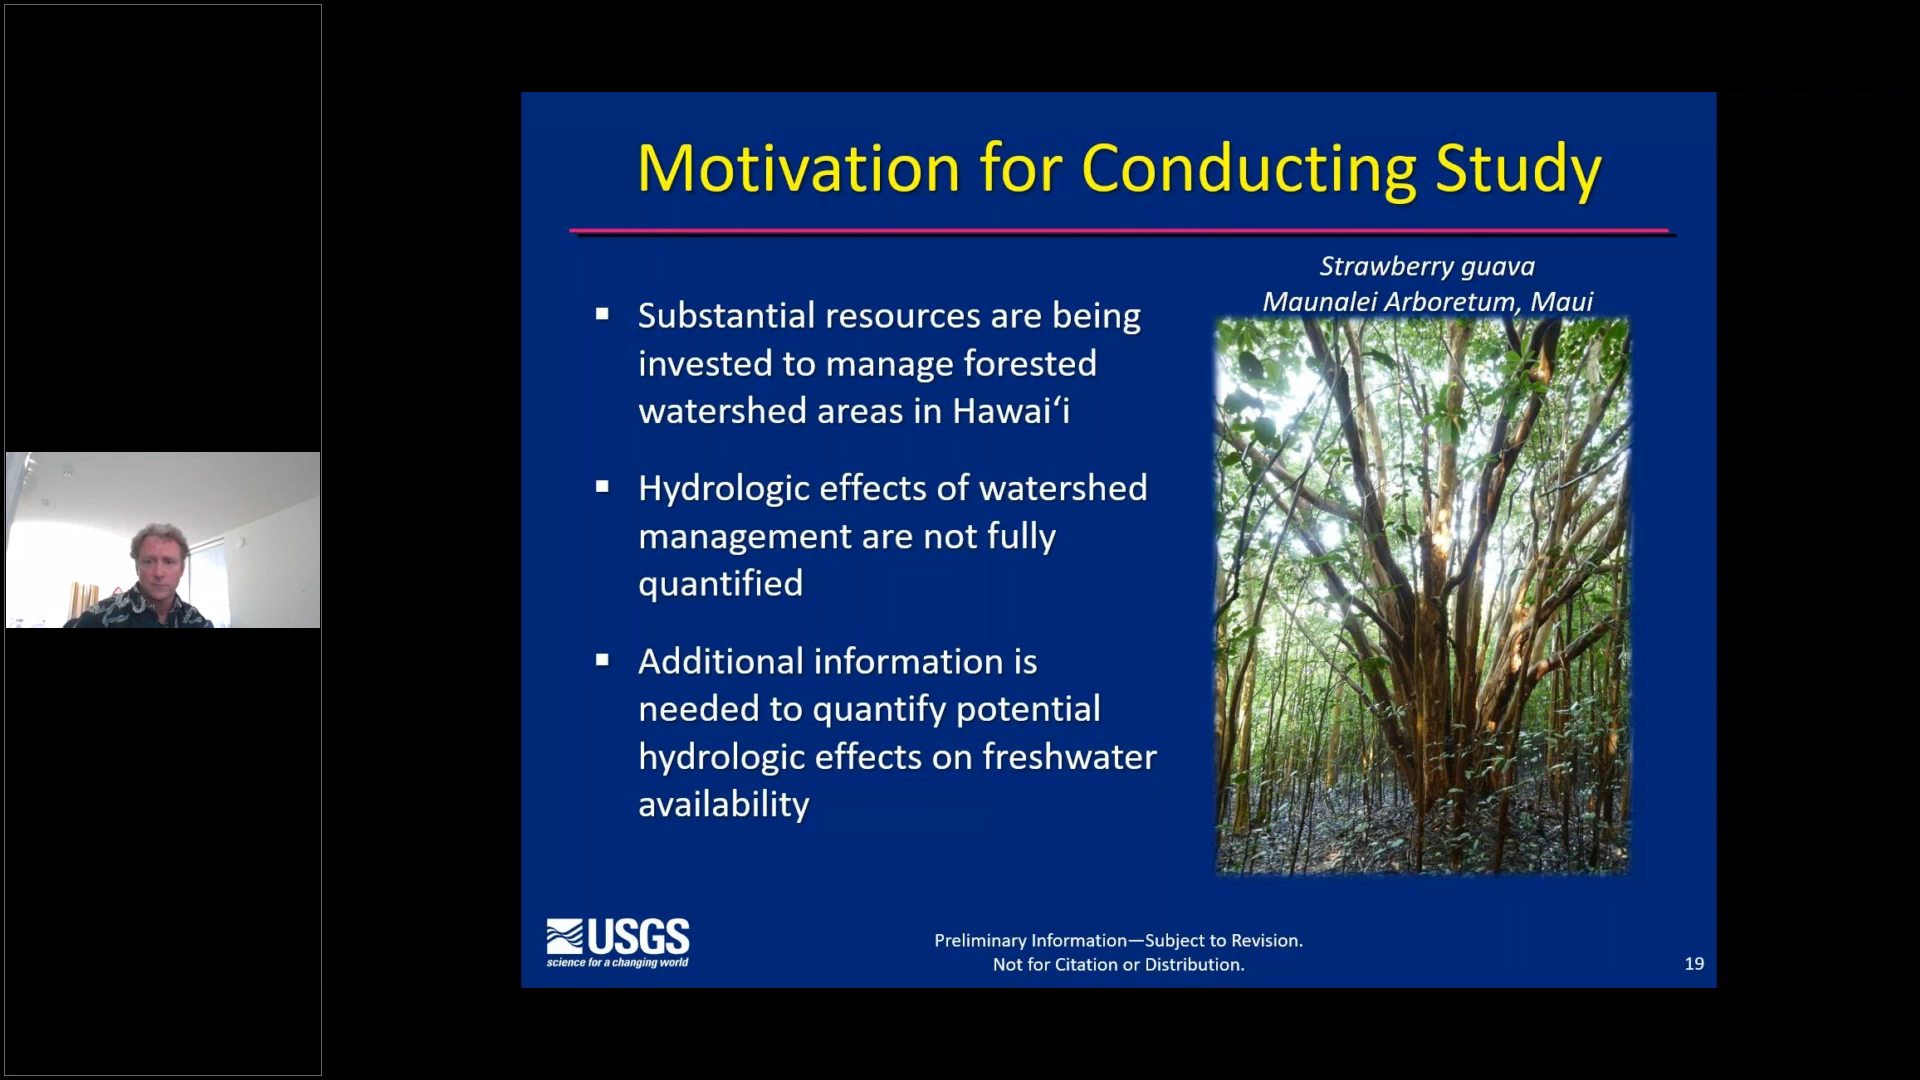 Motivation for Conducting Study
Strawberry guava
Maunalei Arboretum, Maui
▪ Substantial resources are being
invested to manage forested
watershed areas in Hawai‘i
▪ Hydrologic effects of watershed
management are not fully
quantified
▪ Additional information is
needed to quantify potential
hydrologic effects on freshwater
availability
USGS
science for a changing world
Preliminary Information—Subject to Revision.
Not for Citation or Distribution.
19